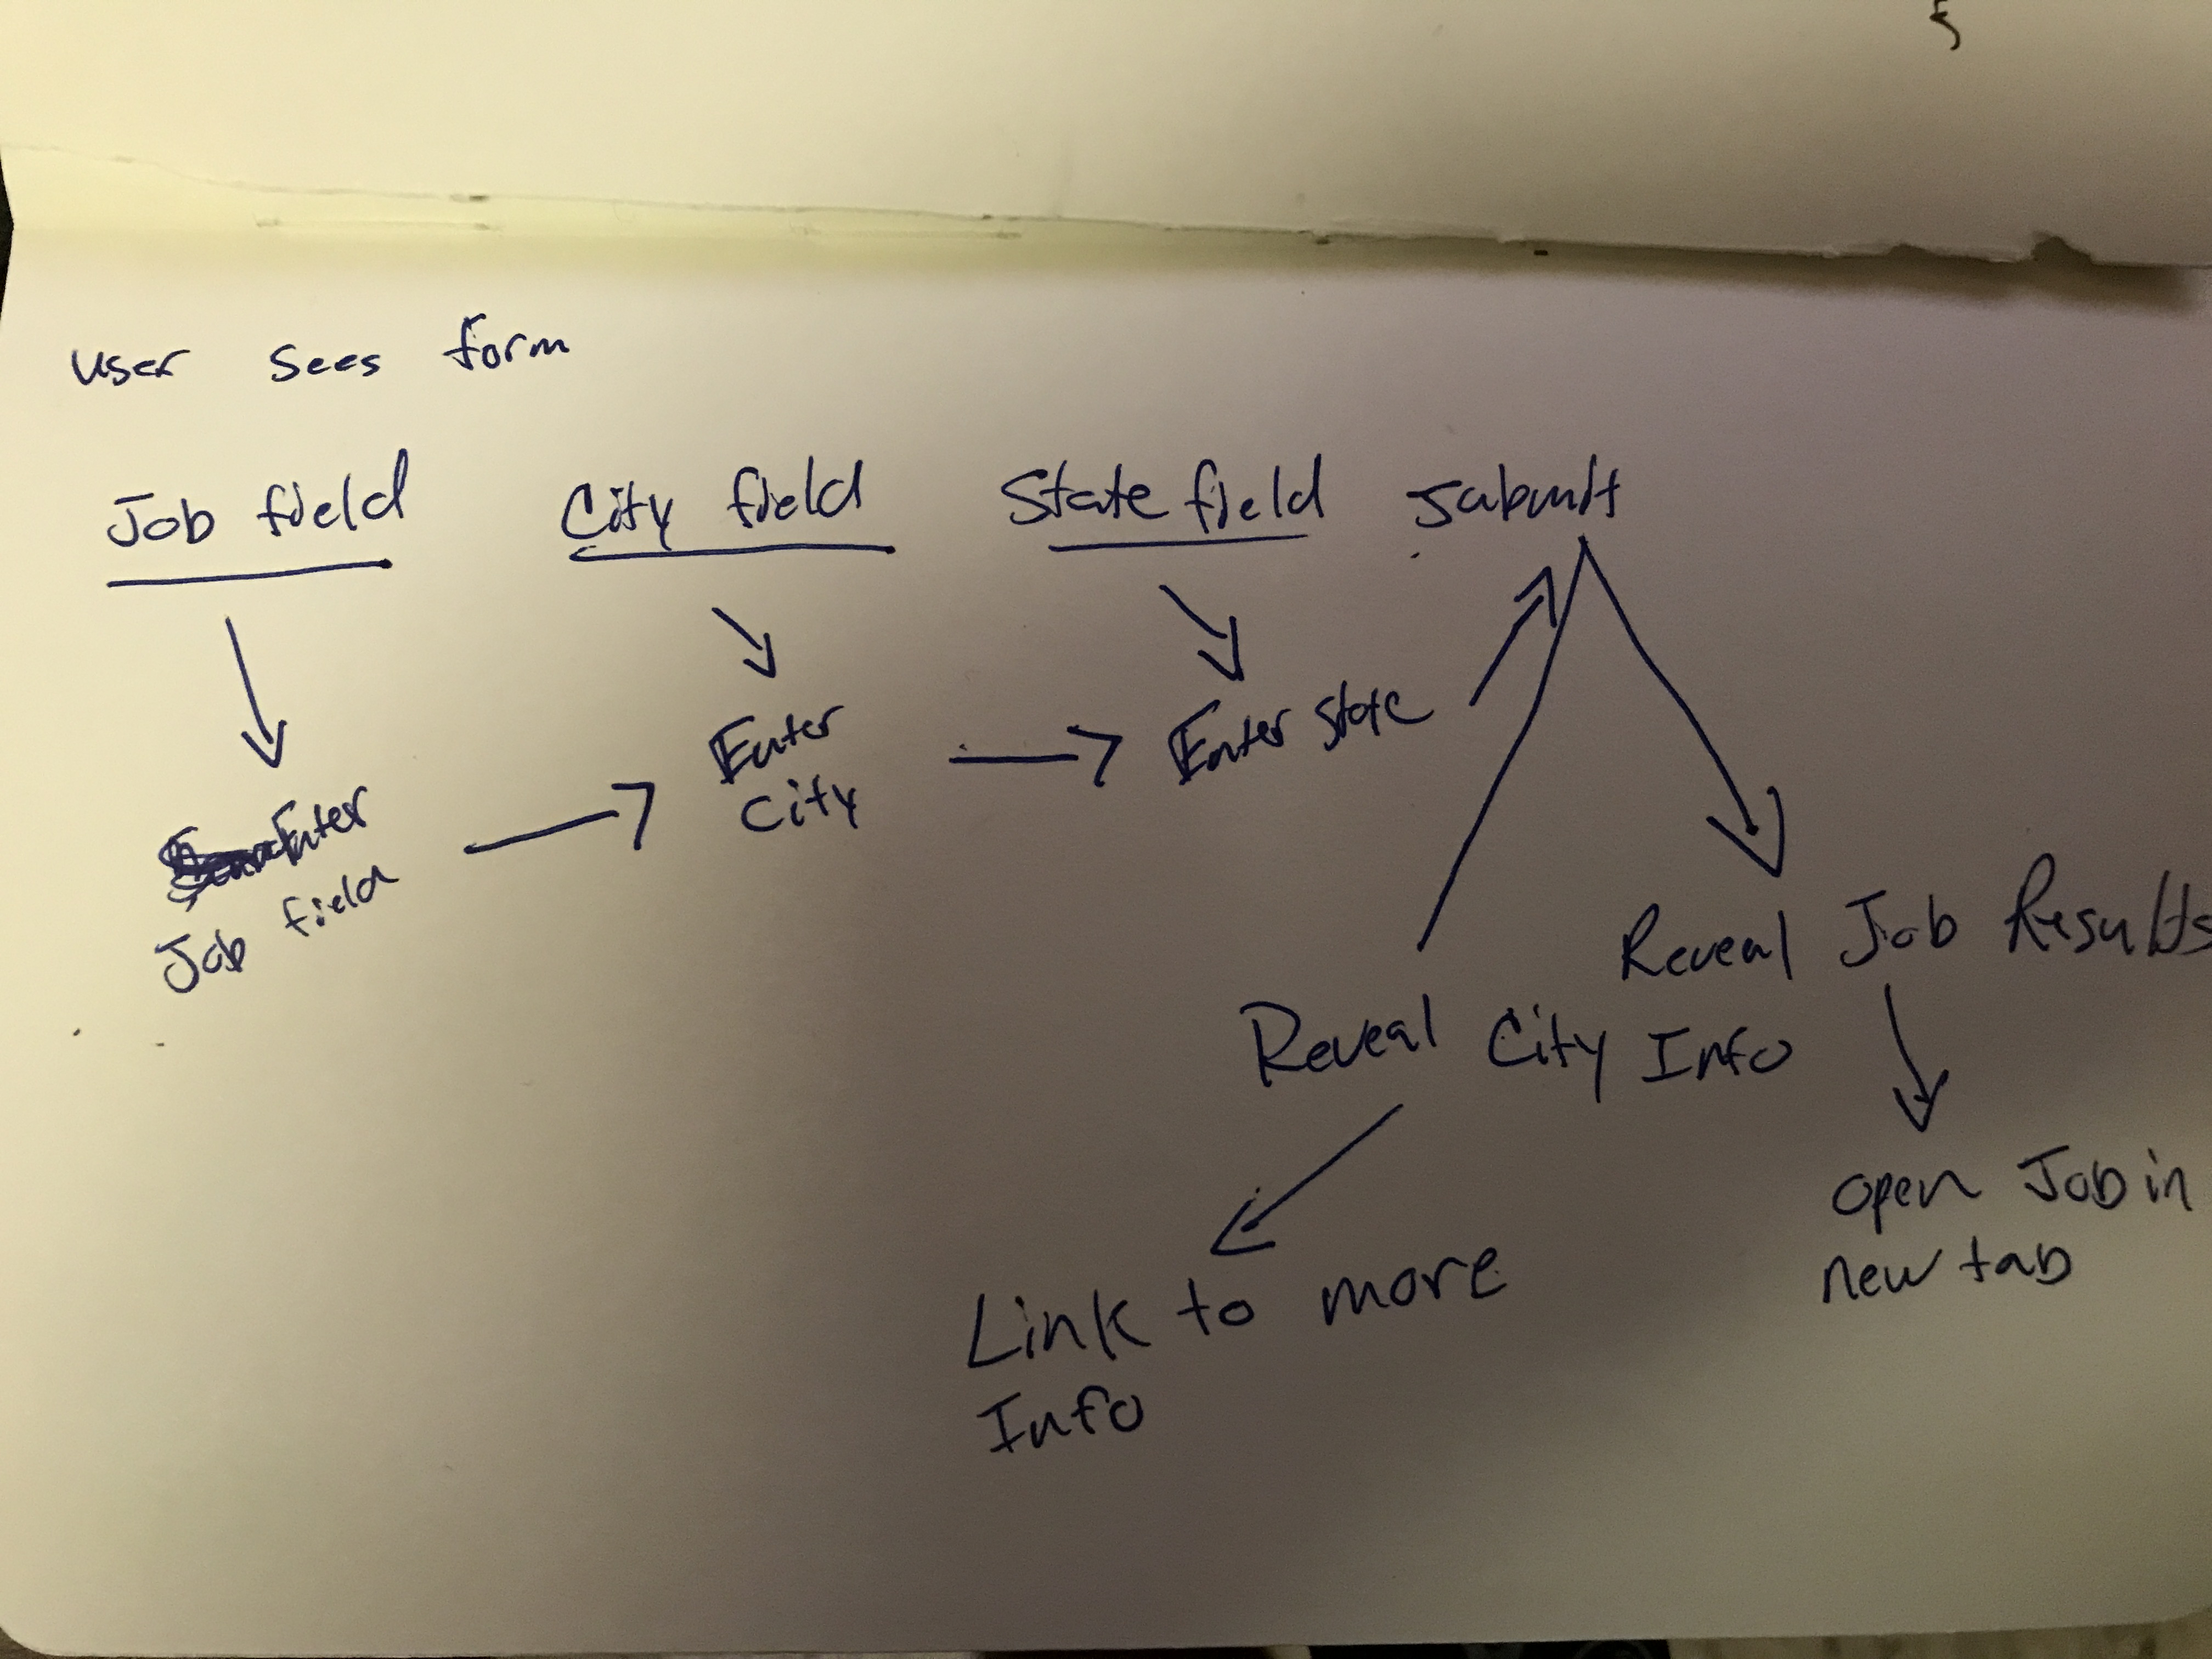 User sees form
Job field City field State field Submit
Enter
Job field
Enter
City
Enter State
Reveal Job Results
Reveal City Info
Open Job in
new tab
Link to more
Info